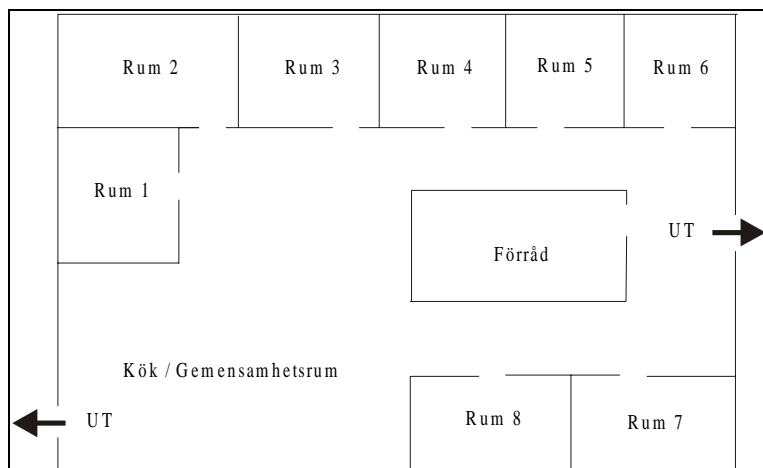 Rum 2
Rum 3
Rum 4
Rum 5
Rum 6
Rum 1
UT
Förråd
Kök / Gemensamhetsrum
UT
Rum 8
Rum 7